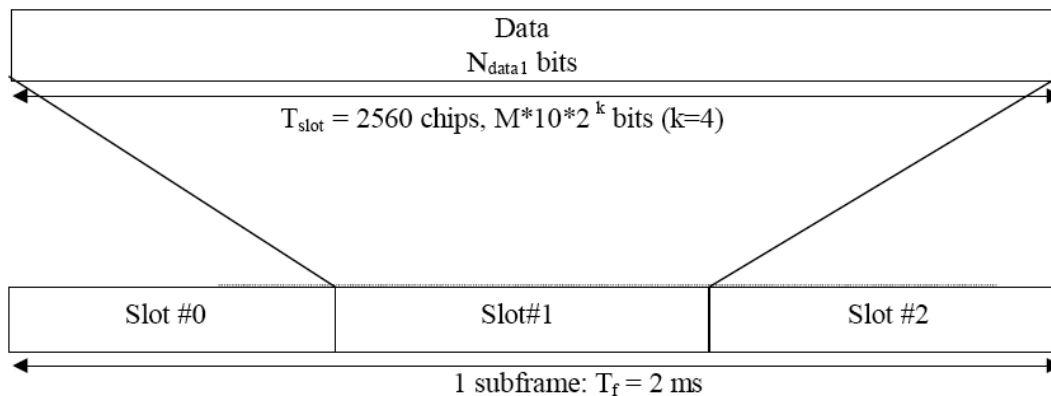 Data
N_data1 bits
T_slot = 2560 chips, M*10*2^k bits (k=4)
Slot #0 Slot#1 Slot #2
1 subframe: T_f = 2 ms